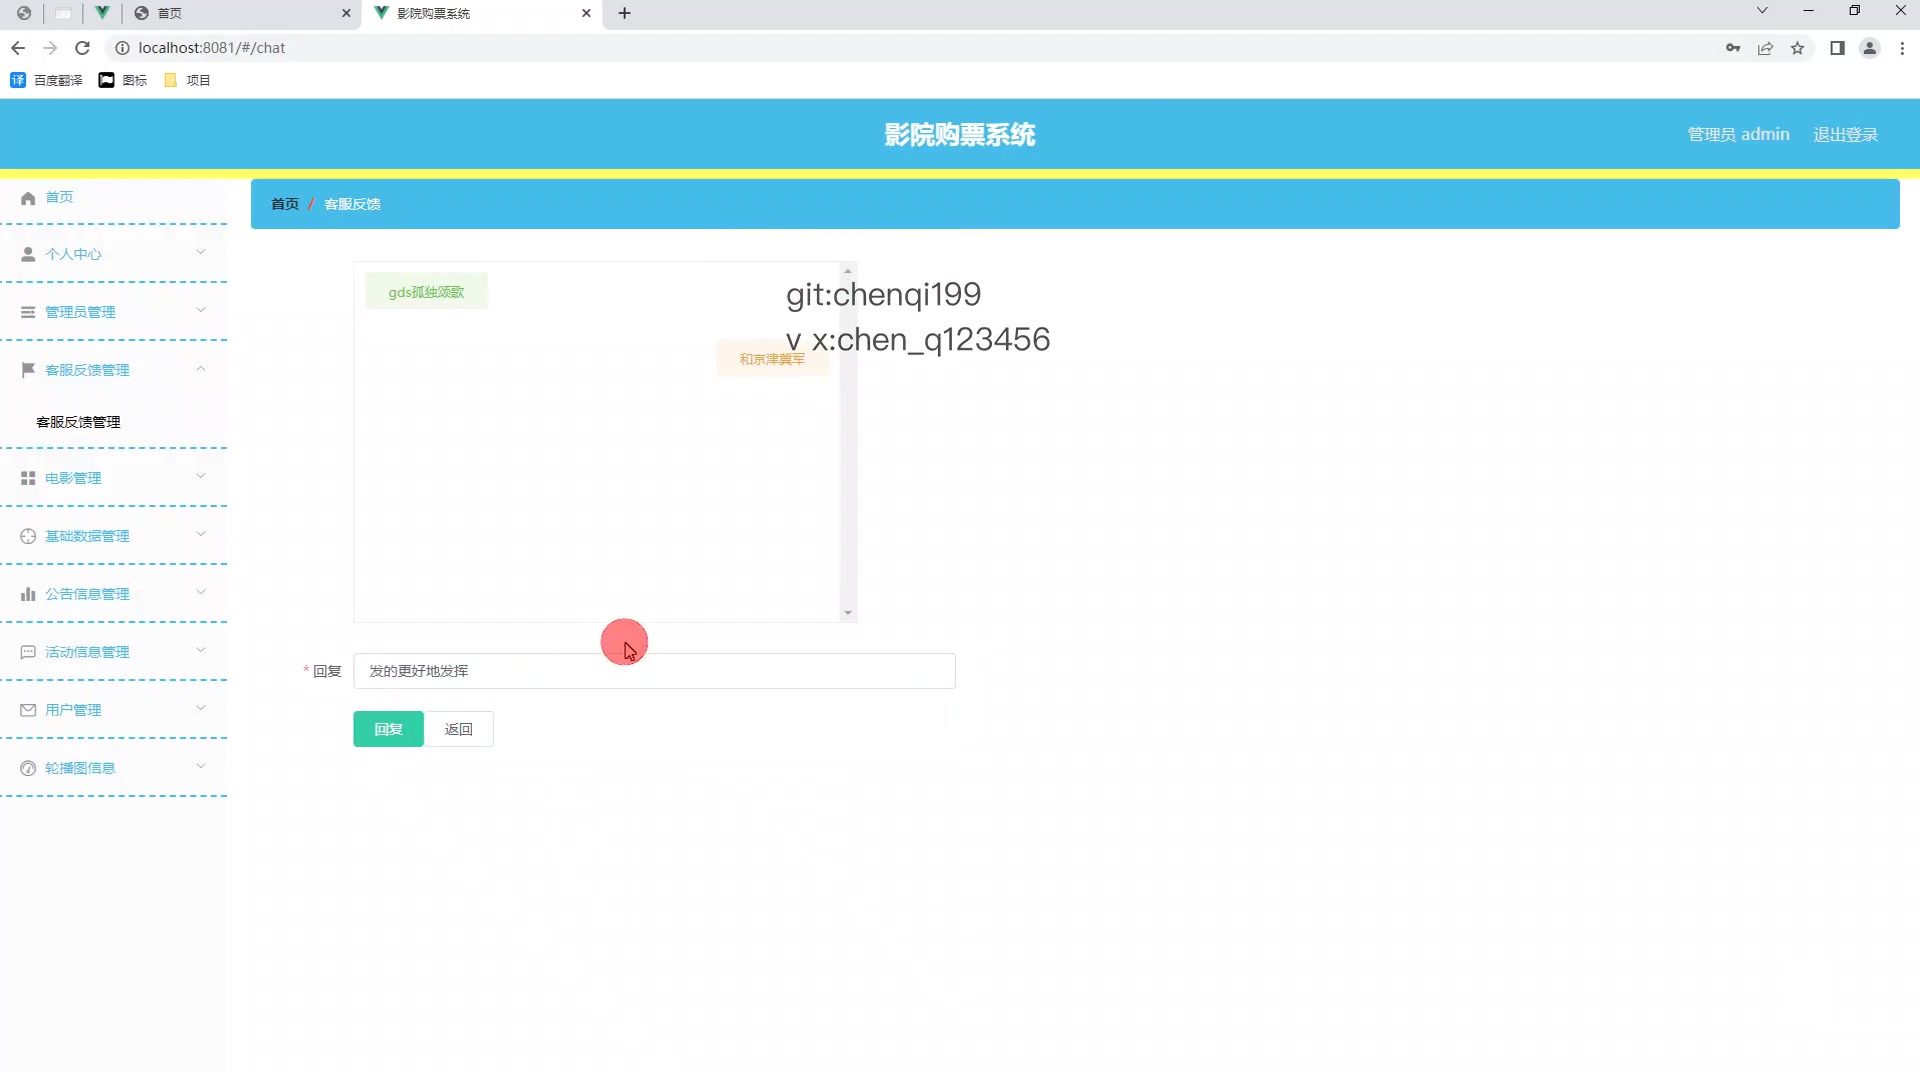 首页
影院购票系统
localhost:8081/#/chat
百度翻译
图标
项目
影院购票系统
管理员 admin
退出登录
首页
个人中心
管理员管理
客服反馈管理
客服反馈管理
电影管理
基础数据管理
公告信息管理
活动信息管理
用户管理
轮播图信息
首页 / 客服反馈
gds孤独颂歌
git:chenqi199
v x:chen_q123456
和京津冀军
* 回复
发的更好地发挥
回复
返回